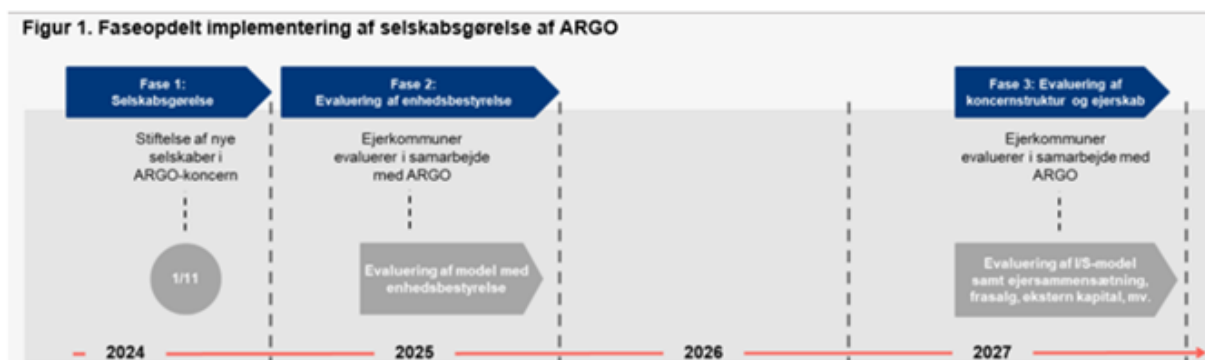 Figur 1. Faseopdelt implementering af selskabsgørelse af ARGO
Fase 1:
Selskabsgørelse
Fase 2:
Evaluering af enhedsbestyrelse
Fase 3: Evaluering af
koncernstruktur og ejerskab
Stiftelse af nye
selskaber i
ARGO-koncern
Ejerkommuner
evaluerer i samarbejde
med ARGO
Ejerkommuner
evaluerer i samarbejde med
ARGO
1/11
Evaluering af model med
enhedsbestyrelse
Evaluering af I/S-model
samt ejersammensætning,
frasalg, ekstern kapital, mv.
2024
2025
2026
2027